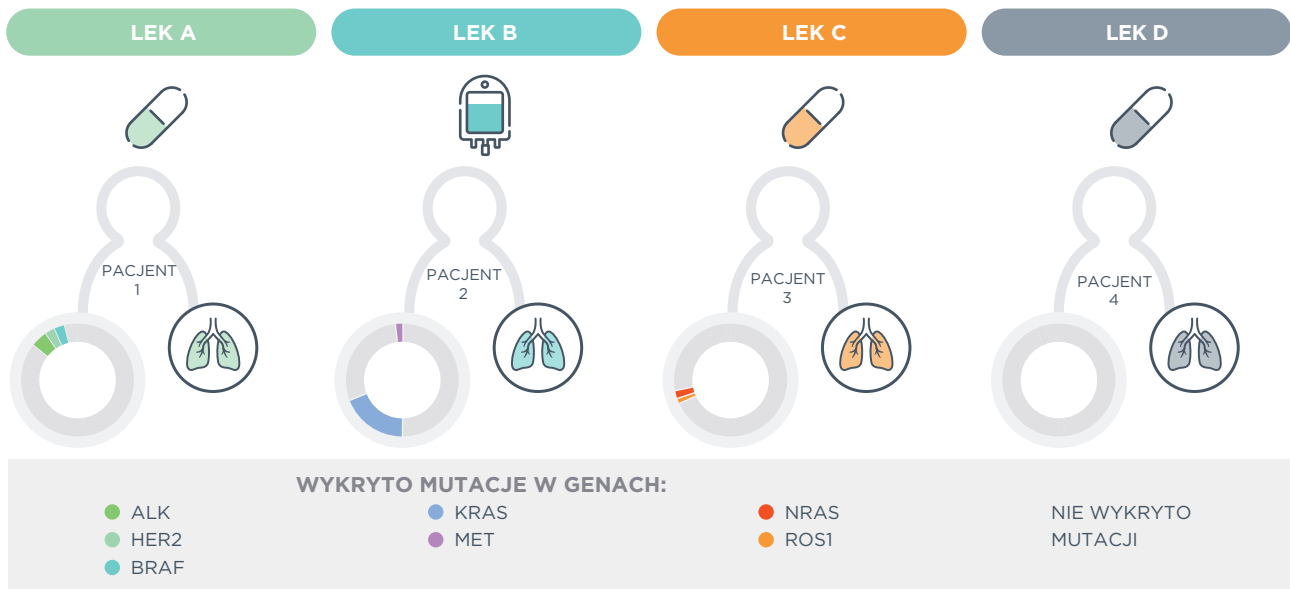 LEK A
LEK B
LEK C
LEK D
PACJENT
1
PACJENT
2
PACJENT
3
PACJENT
4
WYKRYTO MUTACJE W GENACH:
ALK
HER2
BRAF
KRAS
MET
NRAS
ROS1
NIE WYKRYTO
MUTACJI